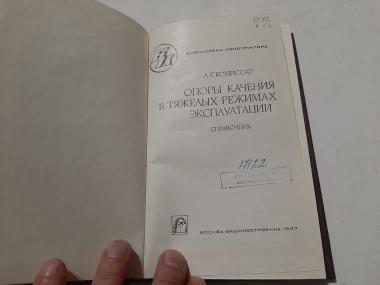 БИБЛИОТЕКА КОНСТРУКТОРА
А.Г. КОМИССАР
ОПОРЫ КАЧЕНИЯ
В ТЯЖЕЛЫХ РЕЖИМАХ
ЭКСПЛУАТАЦИИ
СПРАВОЧНИК
17122
МОСКВА «МАШИНОСТРОЕНИЕ» 1987